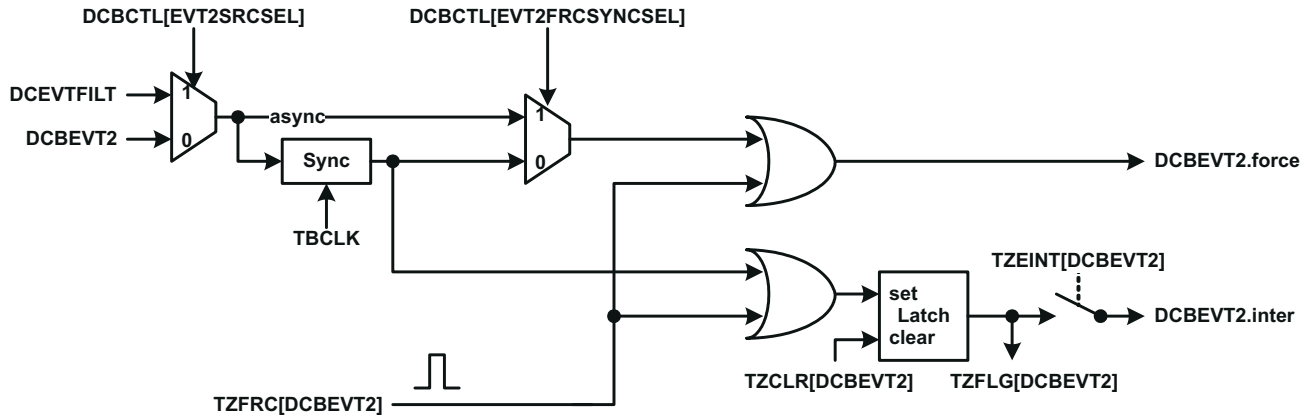 DCBCTL[EVT2SRCSEL]
DCBCTL[EVT2FRCSYNCSEL]
DCEVTFILT
1
async
1
DCBEVT2
0
Sync
0
DCBEVT2.force
TBCLK
TZEINT[DCBEVT2]
set
Latch
clear
DCBEVT2.inter
TZCLR[DCBEVT2]
TZFLG[DCBEVT2]
TZFRC[DCBEVT2]